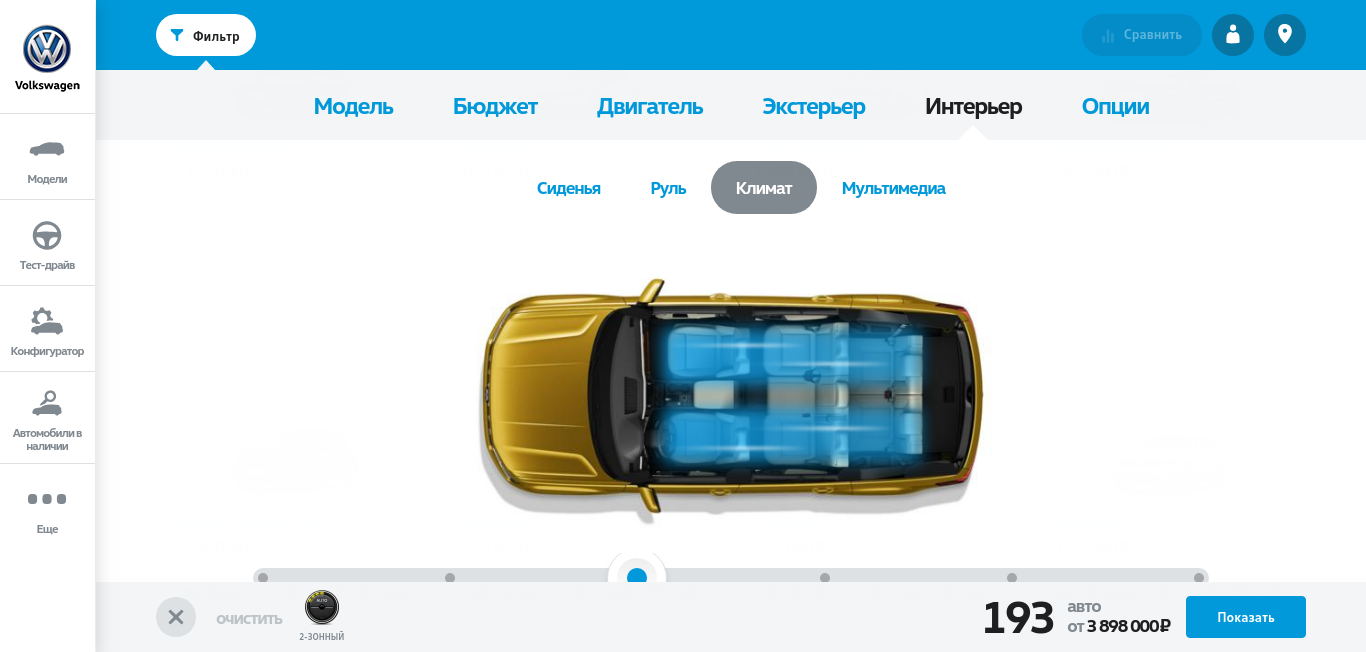 Фильтр
Сравнить
Volkswagen
Модель
Бюджет
Двигатель
Экстерьер
Интерьер
Опции
Сиденья
Руль
Климат
Мультимедиа
Модели
Тест-драйв
Конфигуратор
Автомобили в
наличии
Еще
ОЧИСТИТЬ
AUTO
2-ЗОННЫЙ
193
авто
от 3 898 000₽
Показать